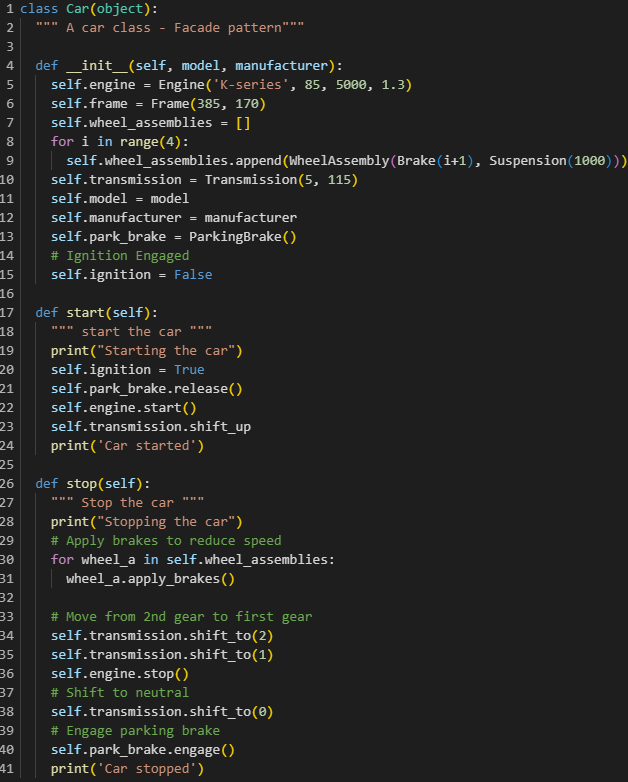 1 class Car(object):
2   """ A car class - Facade pattern"""
3
4   def __init__(self, model, manufacturer):
5     self.engine = Engine('K-series', 85, 5000, 1.3)
6     self.frame = Frame(385, 170)
7     self.wheel_assemblies = []
8     for i in range(4):
9       self.wheel_assemblies.append(WheelAssembly(Brake(i+1), Suspension(1000)))
10     self.transmission = Transmission(5, 115)
11     self.model = model
12     self.manufacturer = manufacturer
13     self.park_brake = ParkingBrake()
14     # Ignition Engaged
15     self.ignition = False
16
17   def start(self):
18     """ start the car """
19     print("Starting the car")
20     self.ignition = True
21     self.park_brake.release()
22     self.engine.start()
23     self.transmission.shift_up
24     print('Car started')
25
26   def stop(self):
27     """ Stop the car """
28     print("Stopping the car")
29     # Apply brakes to reduce speed
30     for wheel_a in self.wheel_assemblies:
31       wheel_a.apply_brakes()
32
33     # Move from 2nd gear to first gear
34     self.transmission.shift_to(2)
35     self.transmission.shift_to(1)
36     self.engine.stop()
37     # Shift to neutral
38     self.transmission.shift_to(0)
39     # Engage parking brake
40     self.park_brake.engage()
41     print('Car stopped')